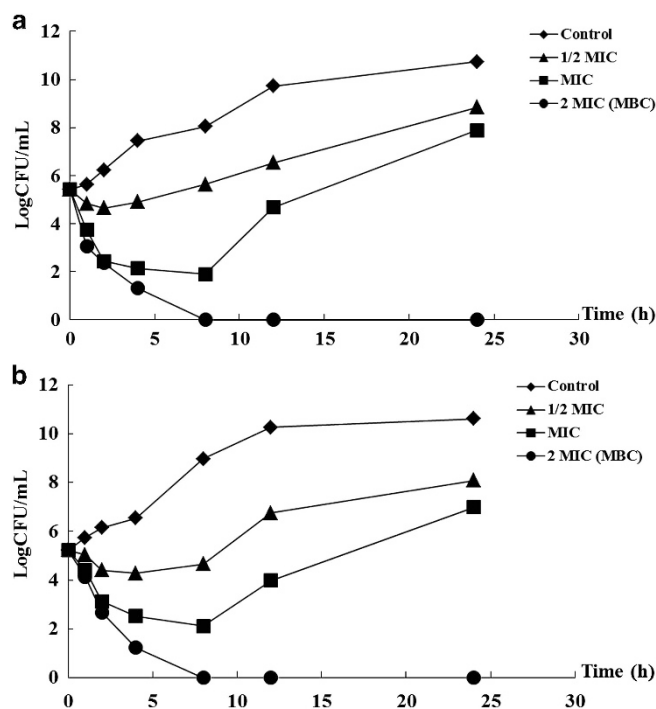 a
12
10
8
6
4
2
0
LogCFU/mL
0 5 10 15 20 25 30
Time (h)
Control
1/2 MIC
MIC
2 MIC (MBC)
b
12
10
8
6
4
2
0
LogCFU/mL
0 5 10 15 20 25 30
Time (h)
Control
1/2 MIC
MIC
2 MIC (MBC)